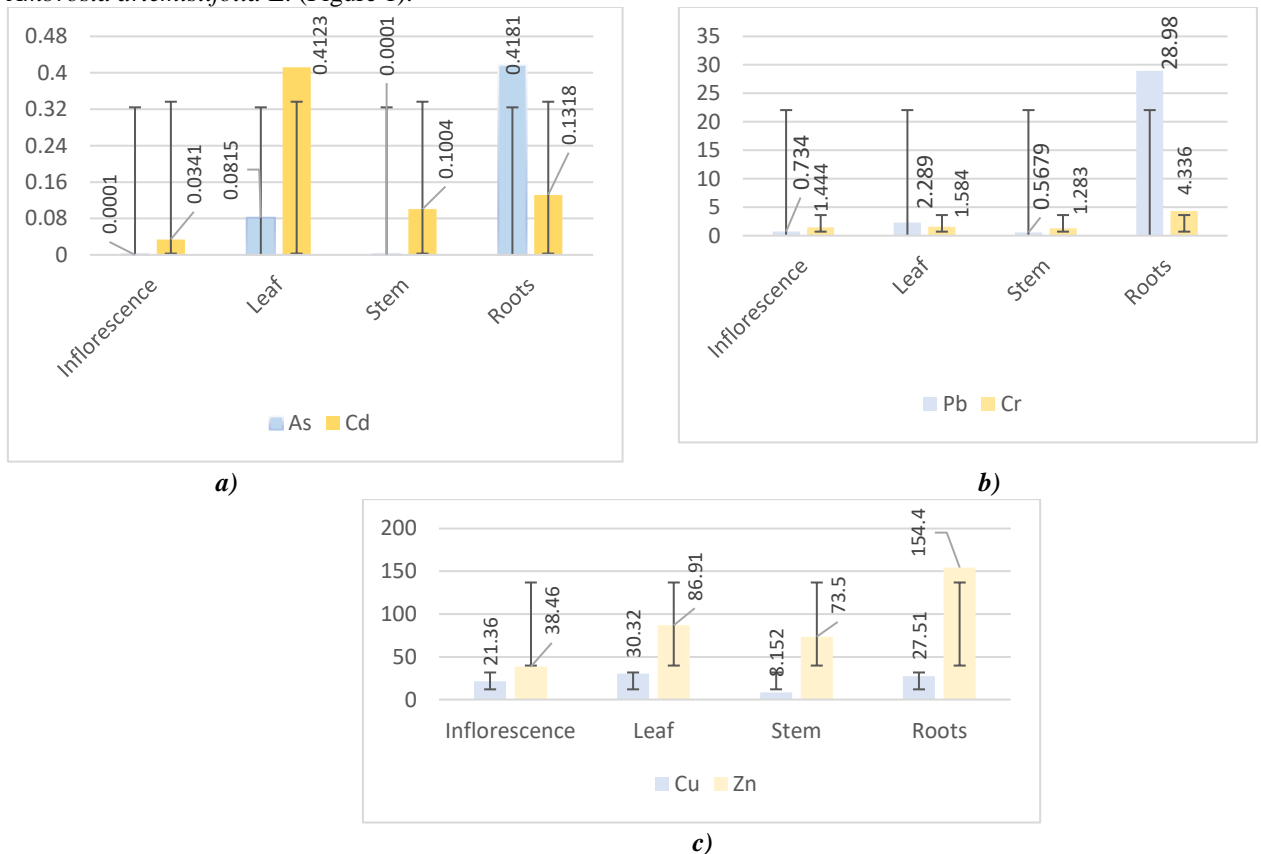 Ambrosia artemisiifolia L. (Figure 1).
0.48
0.4
0.32
0.24
0.16
0.08
0
0.0001
0.0341
0.0815
0.4123
0.0001
0.1004
0.4181
0.1318
Inflorescence
Leaf
Stem
Roots
As Cd
a)
35
30
25
20
15
10
5
0
0.734
1.444
2.289
1.584
0.5679
1.283
28.98
4.336
Inflorescence
Leaf
Stem
Roots
Pb Cr
b)
200
150
100
50
0
21.36
38.46
30.32
86.91
8.152
73.5
27.51
154.4
Inflorescence Leaf Stem Roots
Cu Zn
c)